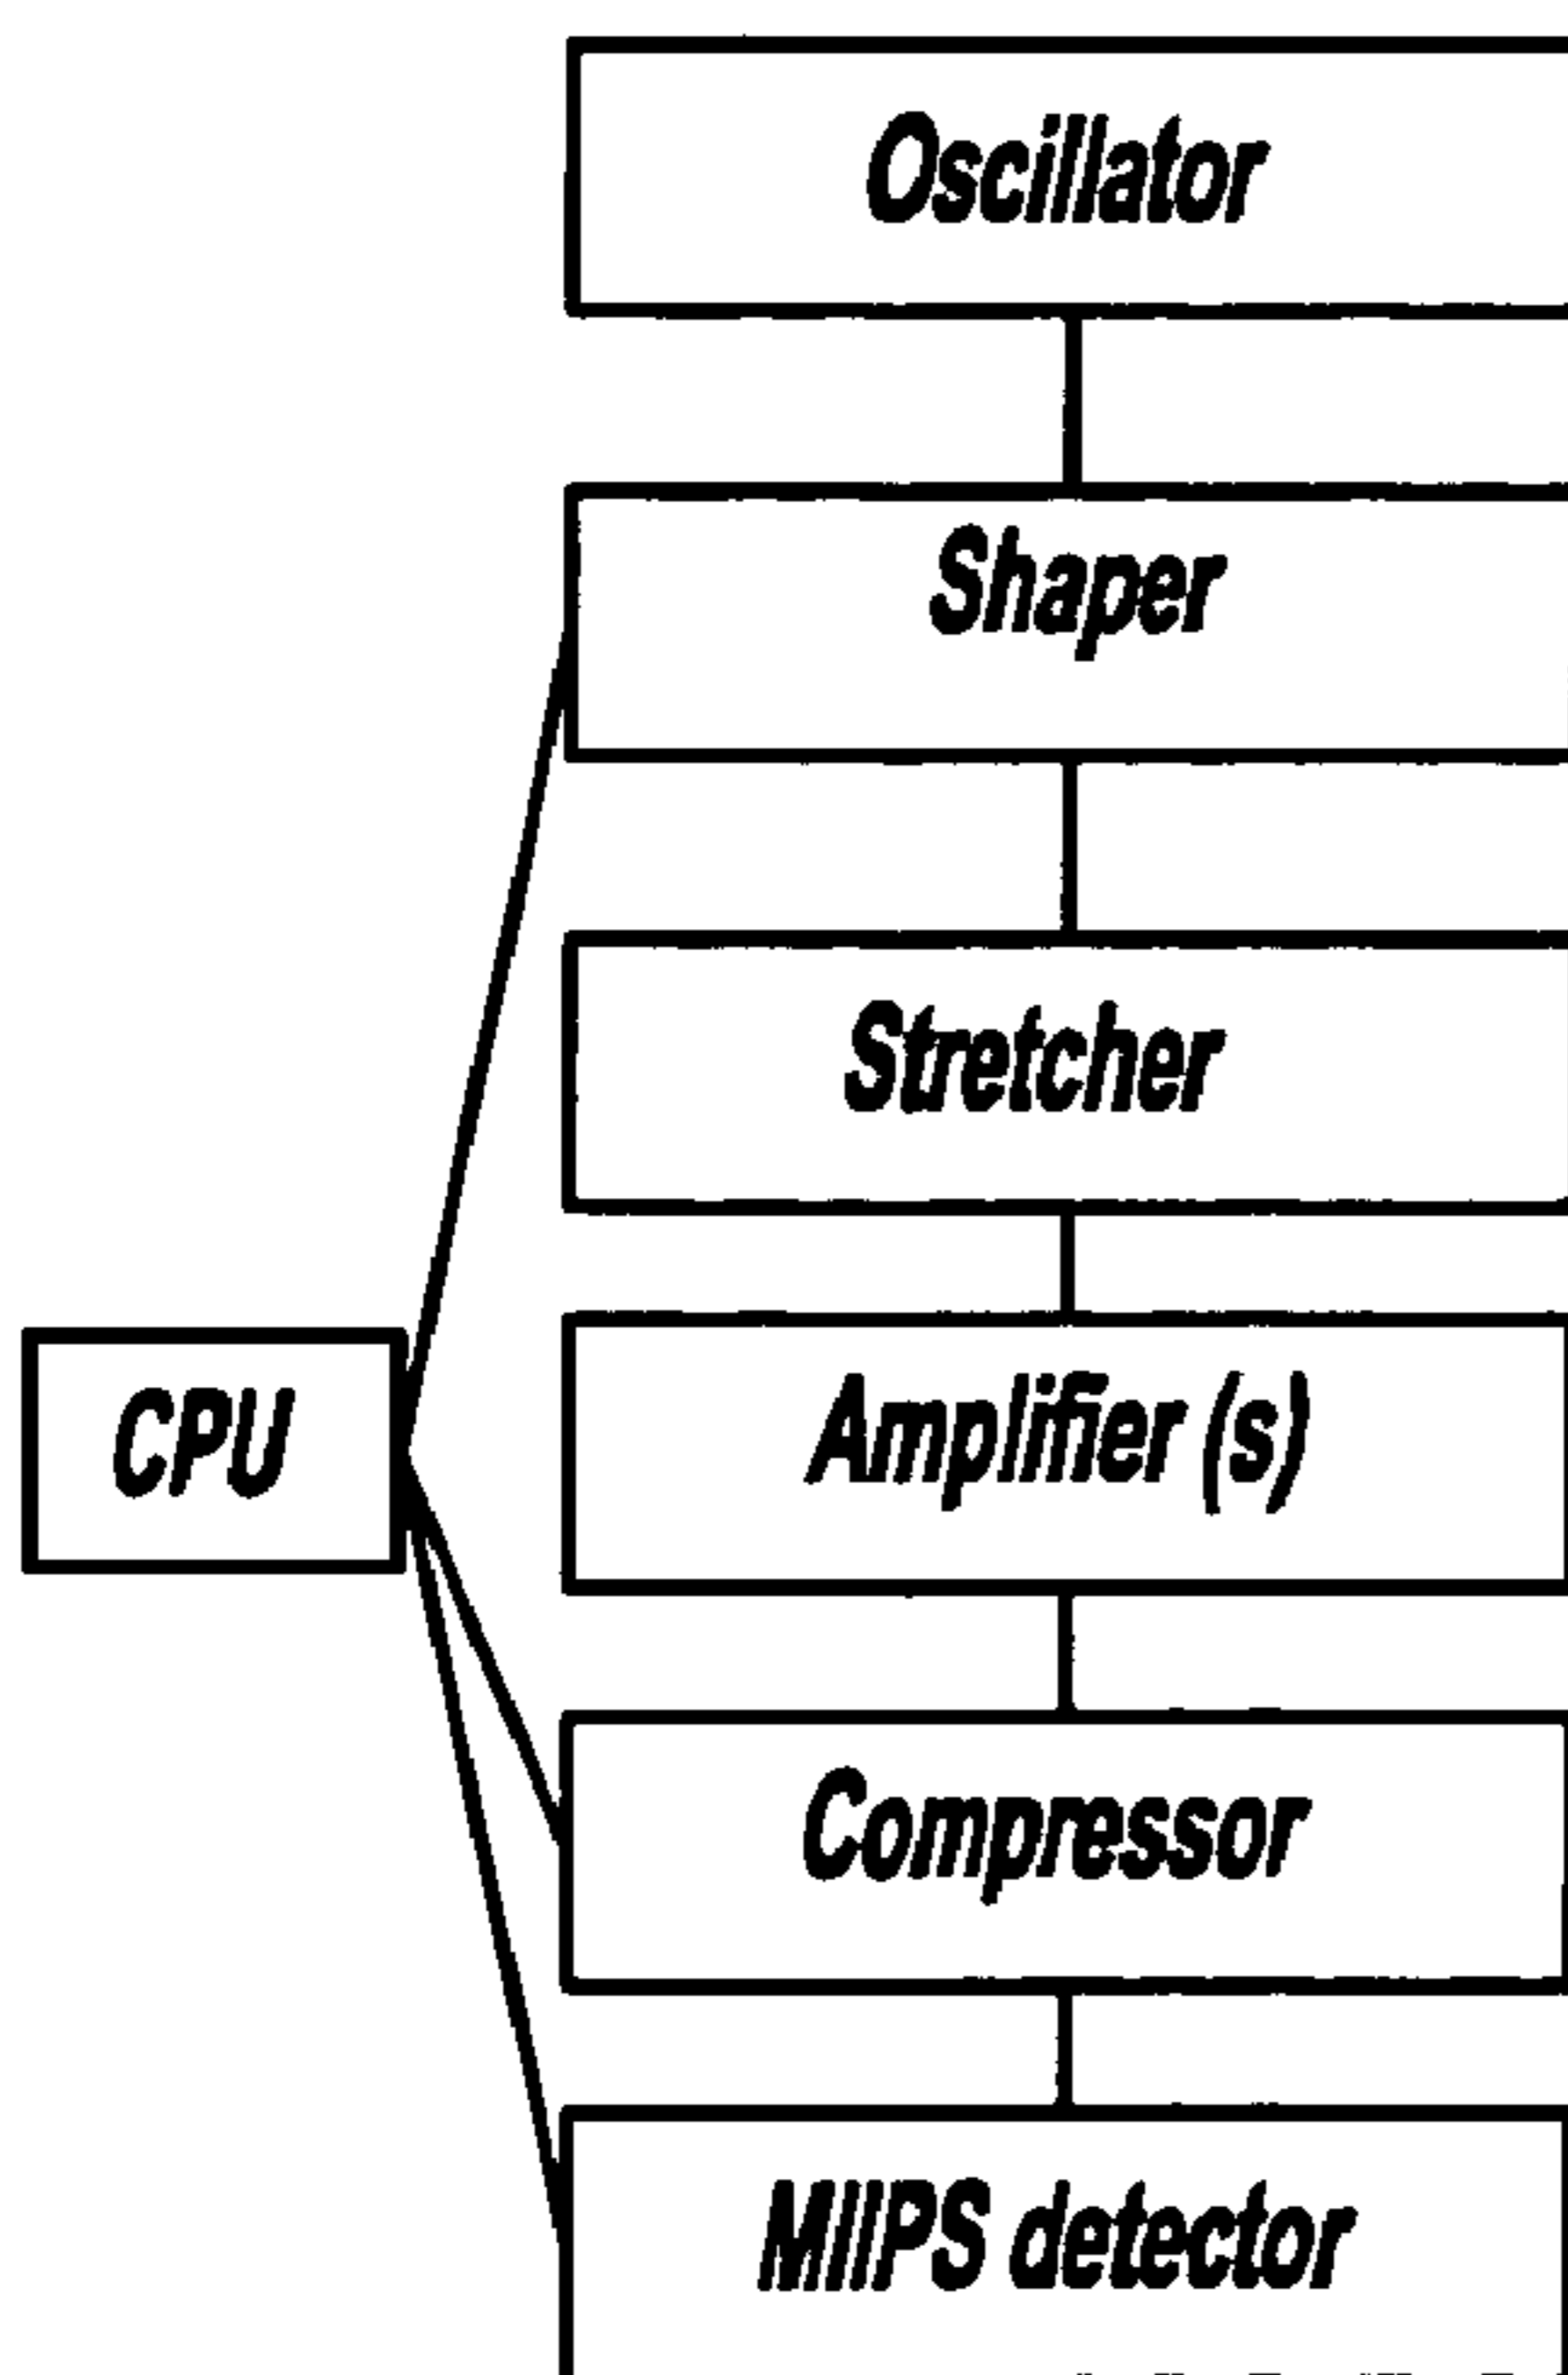 Oscillator
Shaper
Stretcher
CPU
Amplifier (s)
Compressor
MIIPS detector